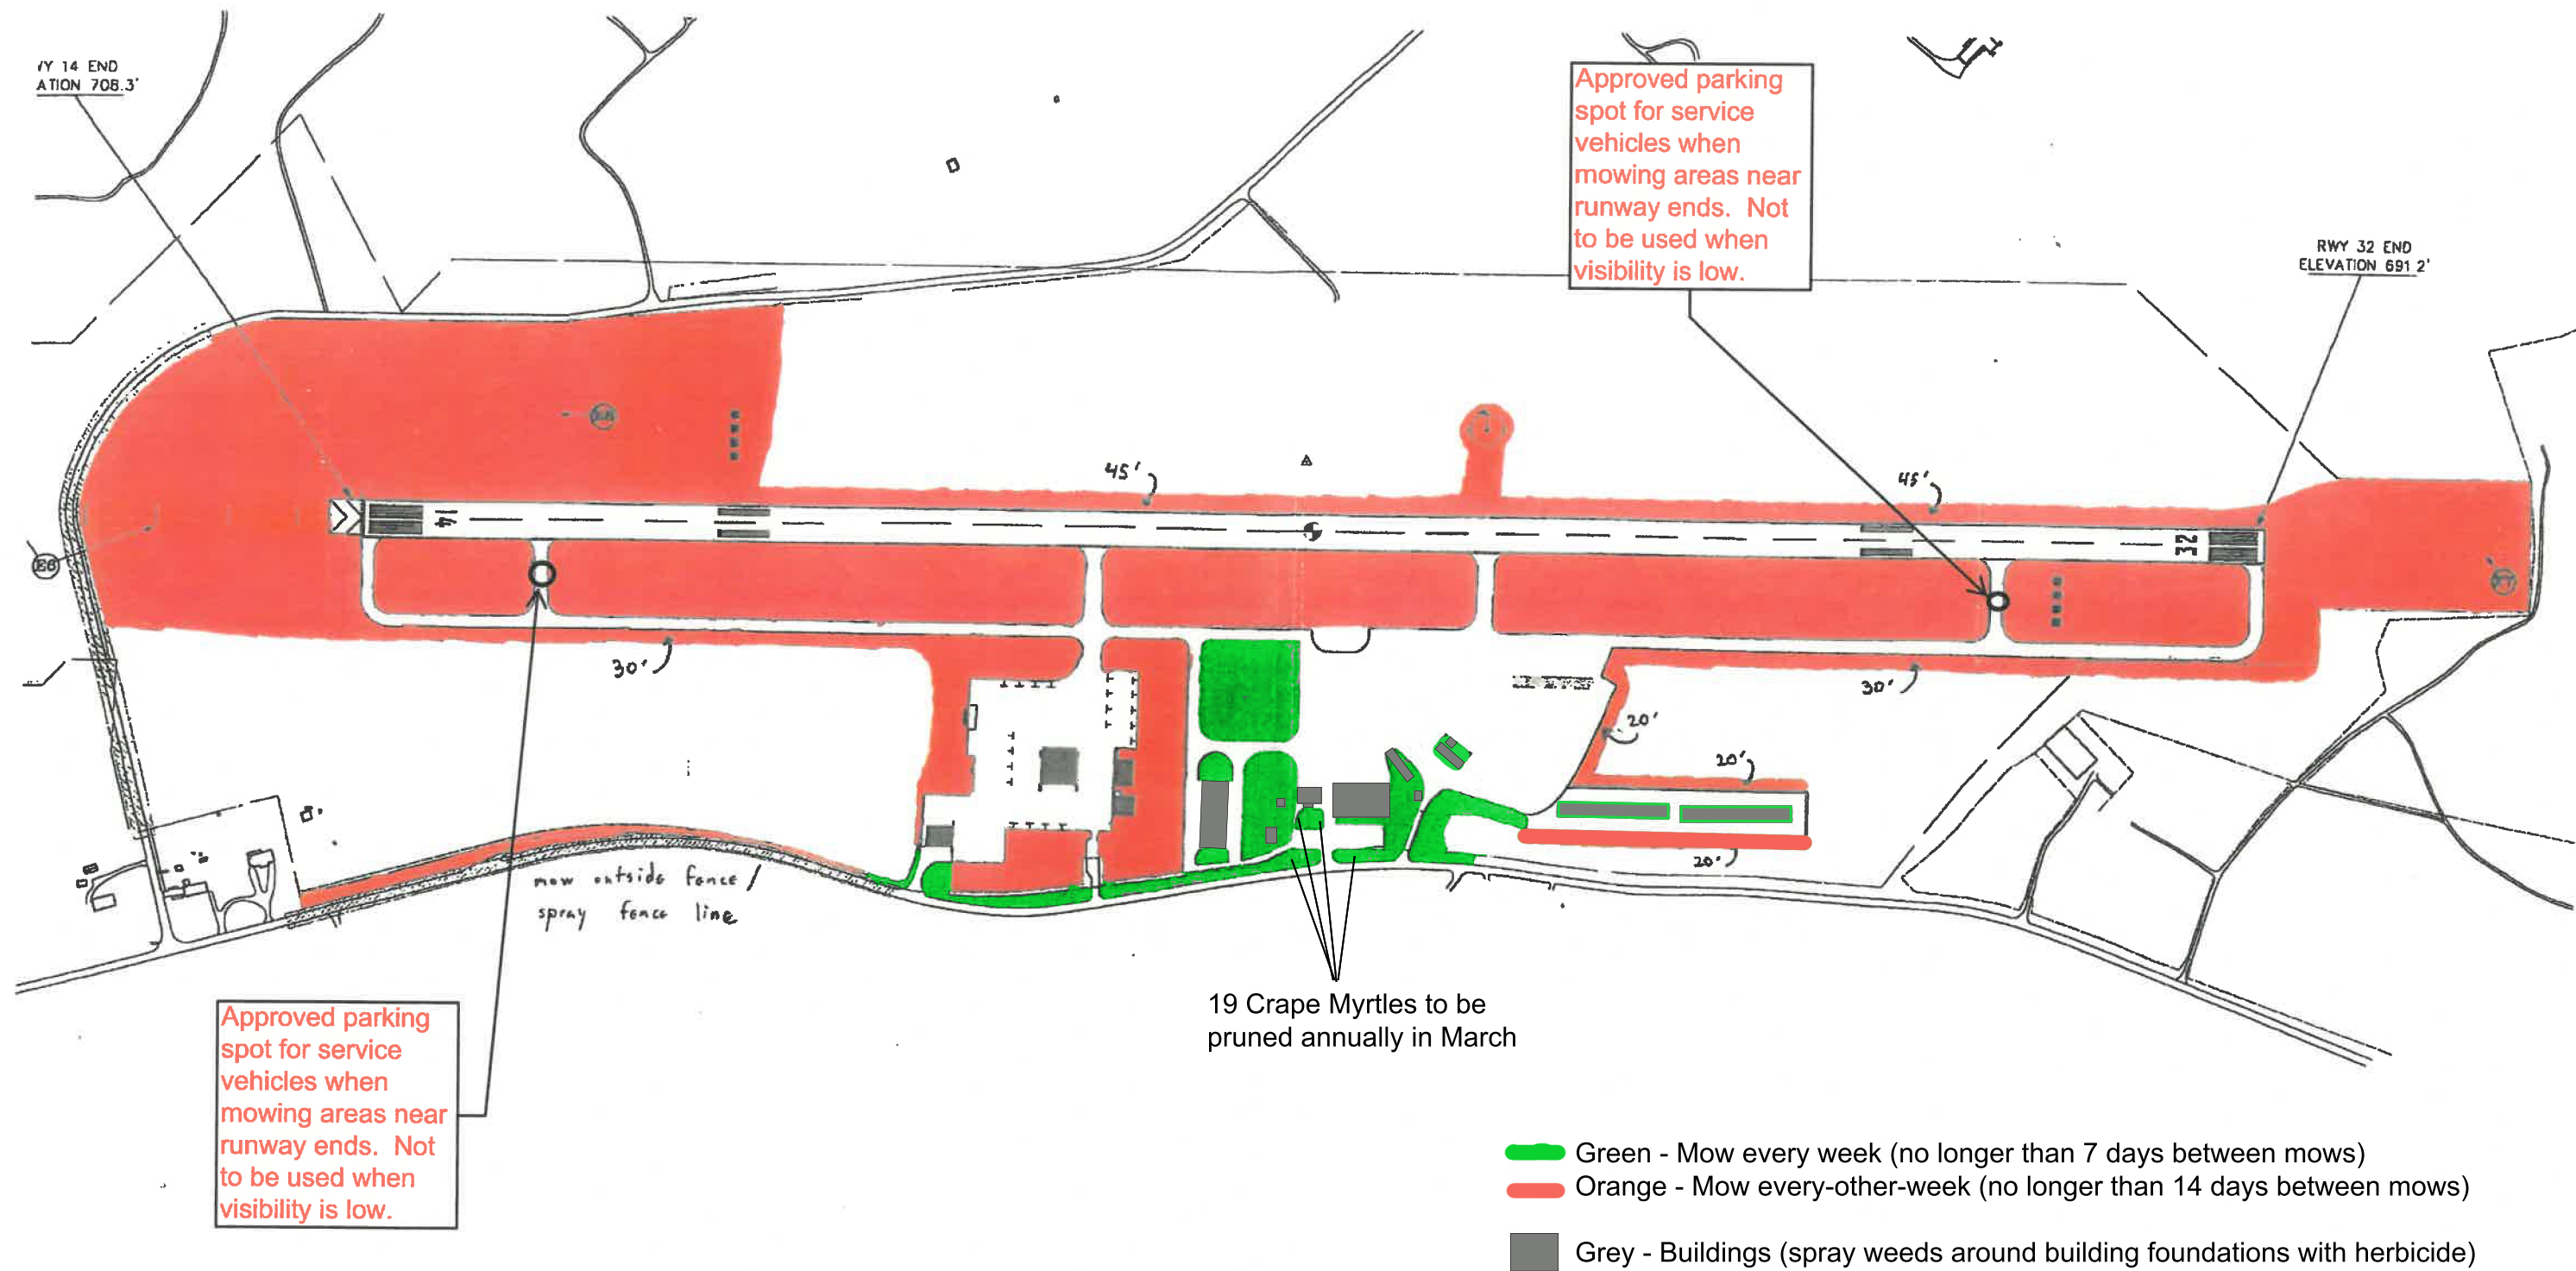 /Y 14 END
ATION 708.3'
Approved parking
spot for service
vehicles when
mowing areas near
runway ends.  Not
to be used when
visibility is low.
RWY 32 END
ELEVATION 691 2'
45'
45'
14
32
E6
30'
30'
20'
20'
20'
mow outside fence /
spray fence line
19 Crape Myrtles to be
pruned annually in March
Approved parking
spot for service
vehicles when
mowing areas near
runway ends.  Not
to be used when
visibility is low.
Green - Mow every week (no longer than 7 days between mows)
Orange - Mow every-other-week (no longer than 14 days between mows)
Grey - Buildings (spray weeds around building foundations with herbicide)